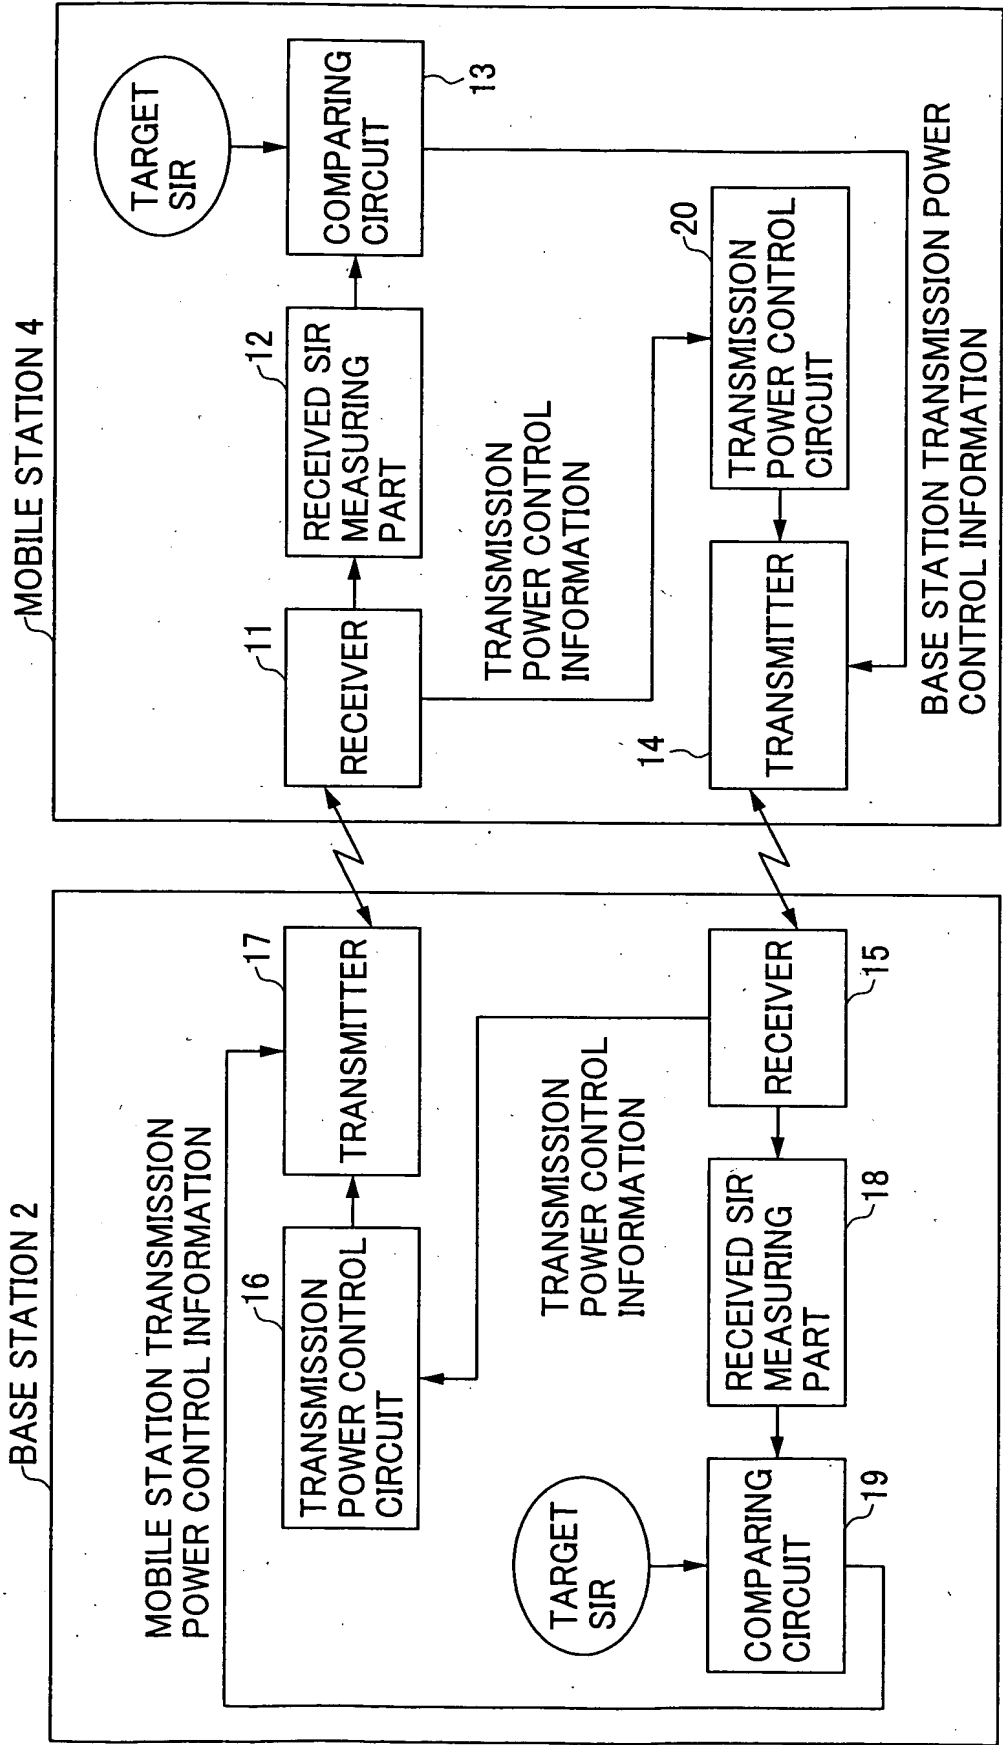 BASE STATION 2
MOBILE STATION TRANSMISSION
POWER CONTROL INFORMATION
16
TRANSMISSION
POWER CONTROL
CIRCUIT
17
TRANSMITTER
TARGET
SIR
TRANSMISSION
POWER CONTROL
INFORMATION
COMPARING
CIRCUIT
19
RECEIVED SIR
MEASURING
PART
18
RECEIVER
15
MOBILE STATION 4
11
RECEIVER
12
RECEIVED SIR
MEASURING
PART
TARGET
SIR
COMPARING
CIRCUIT
13
TRANSMISSION
POWER CONTROL
INFORMATION
14
TRANSMITTER
20
TRANSMISSION
POWER CONTROL
CIRCUIT
BASE STATION TRANSMISSION POWER
CONTROL INFORMATION